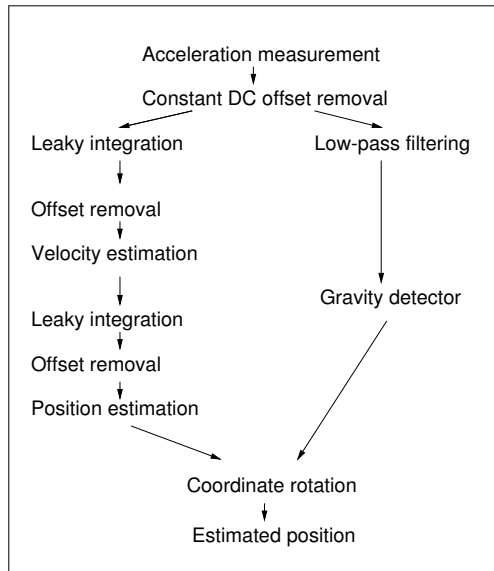 Acceleration measurement
Constant DC offset removal
Leaky integration
Low-pass filtering
Offset removal
Velocity estimation
Gravity detector
Leaky integration
Offset removal
Position estimation
Coordinate rotation
Estimated position